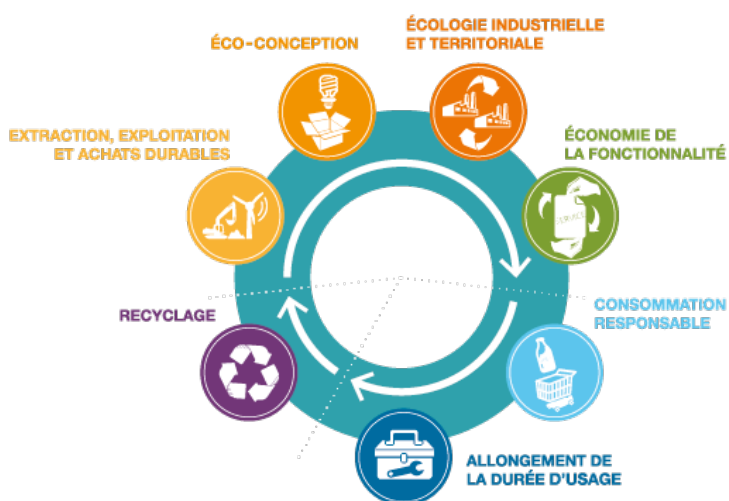 ÉCOLOGIE INDUSTRIELLE
ET TERRITORIALE
ÉCO-CONCEPTION
EXTRACTION, EXPLOITATION
ET ACHATS DURABLES
ÉCONOMIE DE
LA FONCTIONNALITÉ
SERVICE
CONSOMMATION
RESPONSABLE
RECYCLAGE
ALLONGEMENT DE
LA DURÉE D'USAGE